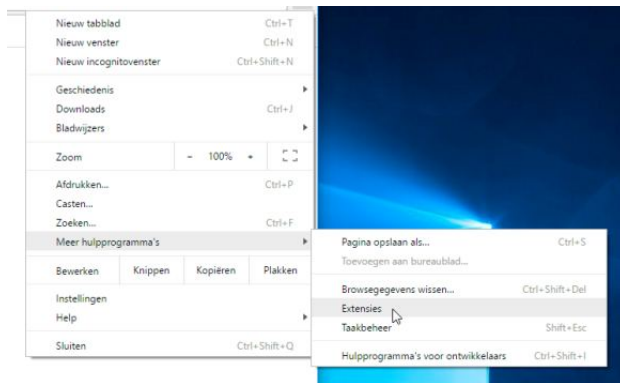 Nieuw tabblad Ctrl+T
Nieuw venster Ctrl+N
Nieuw incognitovenster Ctrl+Shift+N
Geschiedenis
Downloads Ctrl+J
Bladwijzers
Zoom - 100% +
Afdrukken... Ctrl+P
Casten...
Zoeken... Ctrl+F
Meer hulpprogramma's
Bewerken Knippen Kopiëren Plakken
Instellingen
Help
Sluiten Ctrl+Shift+Q
Pagina opslaan als... Ctrl+S
Toevoegen aan bureaublad...
Browsegegevens wissen... Ctrl+Shift+Del
Extensies
Taakbeheer Shift+Esc
Hulpprogramma's voor ontwikkelaars Ctrl+Shift+I